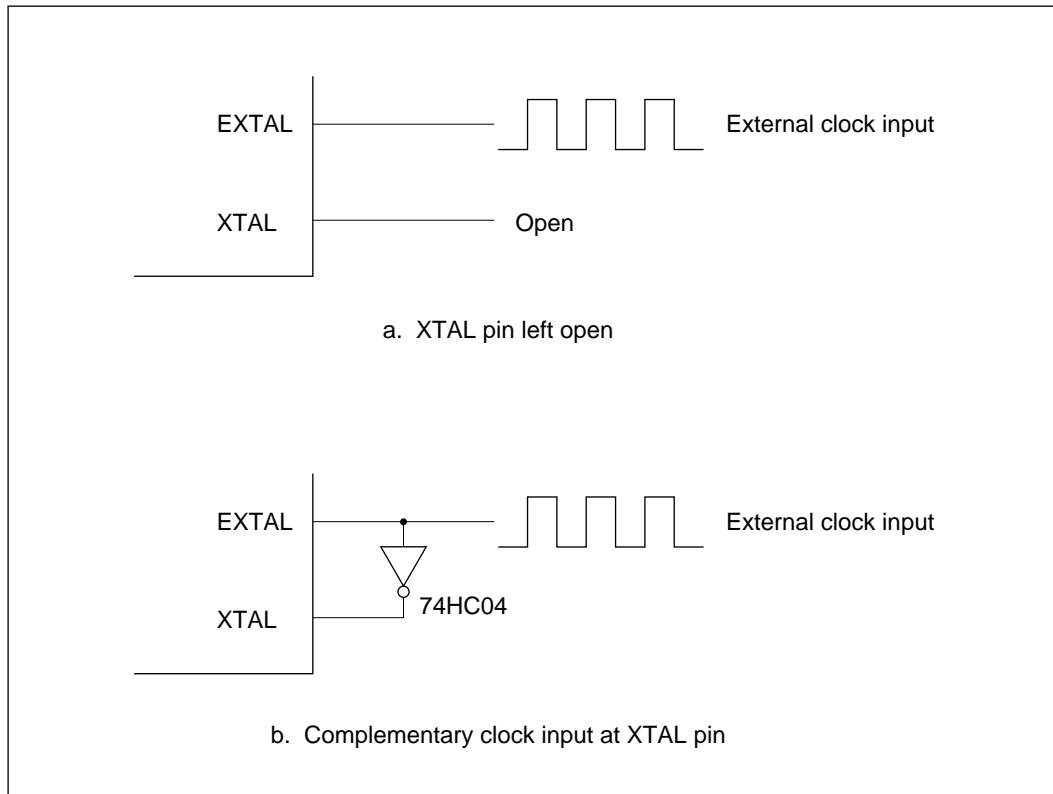 EXTAL
External clock input
XTAL
Open
a. XTAL pin left open
EXTAL
External clock input
74HC04
XTAL
b. Complementary clock input at XTAL pin